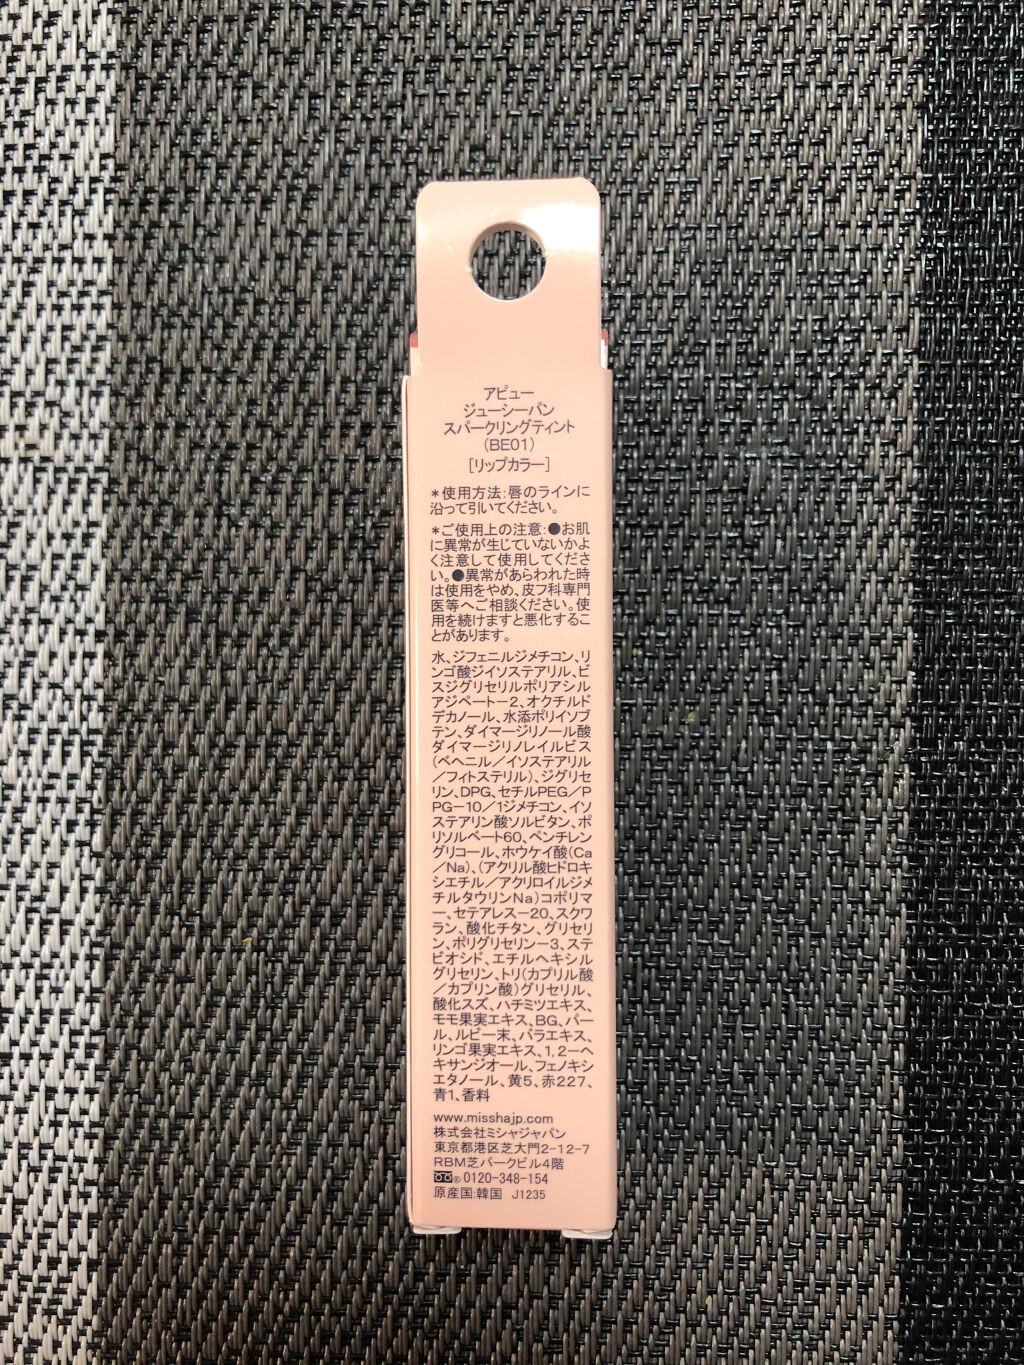 アピュー
ジューシーパン
スパークリングティント
(BE01)
[リップカラー]
＊使用方法:唇のラインに
沿って引いてください。
＊ご使用上の注意:●お肌
に異常が生じていないかよ
く注意して使用してくださ
い。●異常があらわれた時
は使用をやめ、皮フ科専門
医等へご相談ください。使
用を続けますと悪化するこ
とがあります。
水、ジフェニルジメチコン、リ
ンゴ酸ジイソステアリル、ビ
スジグリセリルポリアシル
アジペート-2、オクチルド
デカノール、水添ポリイソブ
テン、ダイマージリノール酸
ダイマージリノレイルビス
(ベヘニル／イソステアリル
／フィトステリル)、ジグリセ
リン、DPG、セチルPEG／P
PG-10／1ジメチコン、イソ
ステアリン酸ソルビタン、ポ
リソルベート60、ペンチレン
グリコール、ホウケイ酸(Ca
／Na)、(アクリル酸ヒドロキ
シエチル／アクリロイルジメ
チルタウリンNa)コポリマ
ー、セテアレス-20、スクワ
ラン、酸化チタン、グリセリ
ン、ポリグリセリン-3、ステ
ビオシド、エチルヘキシル
グリセリン、トリ(カプリル酸
／カプリン酸)グリセリル、
酸化スズ、ハチミツエキス、
モモ果実エキス、BG、パー
ル、ルビー末、バラエキス、
リンゴ果実エキス、1,2-ヘ
キサンジオール、フェノキシ
エタノール、黄5、赤227、
青1、香料
www.misshajp.com
株式会社ミシャジャパン
東京都港区芝大門2-12-7
RBM芝パークビル4階
® 0120-348-154
原産国:韓国 J1235